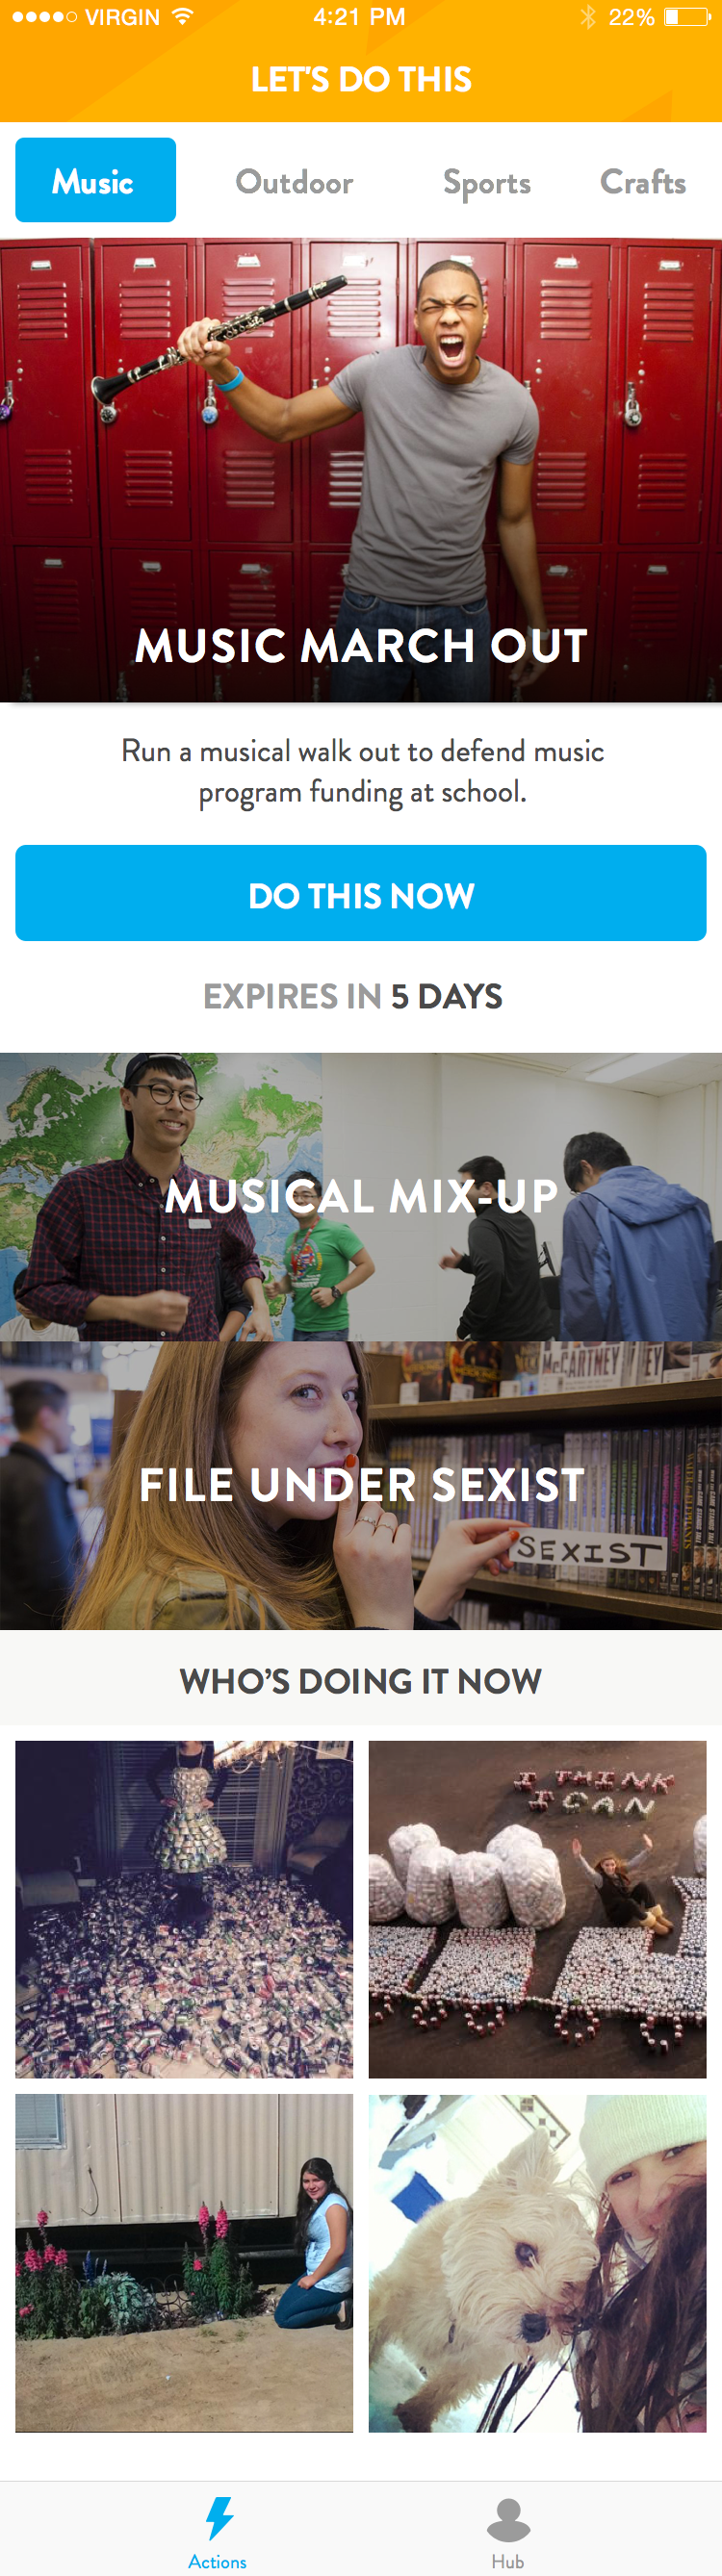 VIRGIN 4:21 PM 22%
LET'S DO THIS
Music Outdoor Sports Crafts
MUSIC MARCH OUT
Run a musical walk out to defend music
program funding at school.
DO THIS NOW
EXPIRES IN 5 DAYS
MUSICAL MIX-UP
McCARTNEY
FILE UNDER SEXIST
SEXIST
WHO'S DOING IT NOW
I THINK
I CAN
Actions Hub